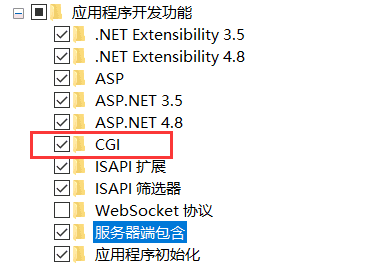 应用程序开发功能
.NET Extensibility 3.5
.NET Extensibility 4.8
ASP
ASP.NET 3.5
ASP.NET 4.8
CGI
ISAPI 扩展
ISAPI 筛选器
WebSocket 协议
服务器端包含
应用程序初始化